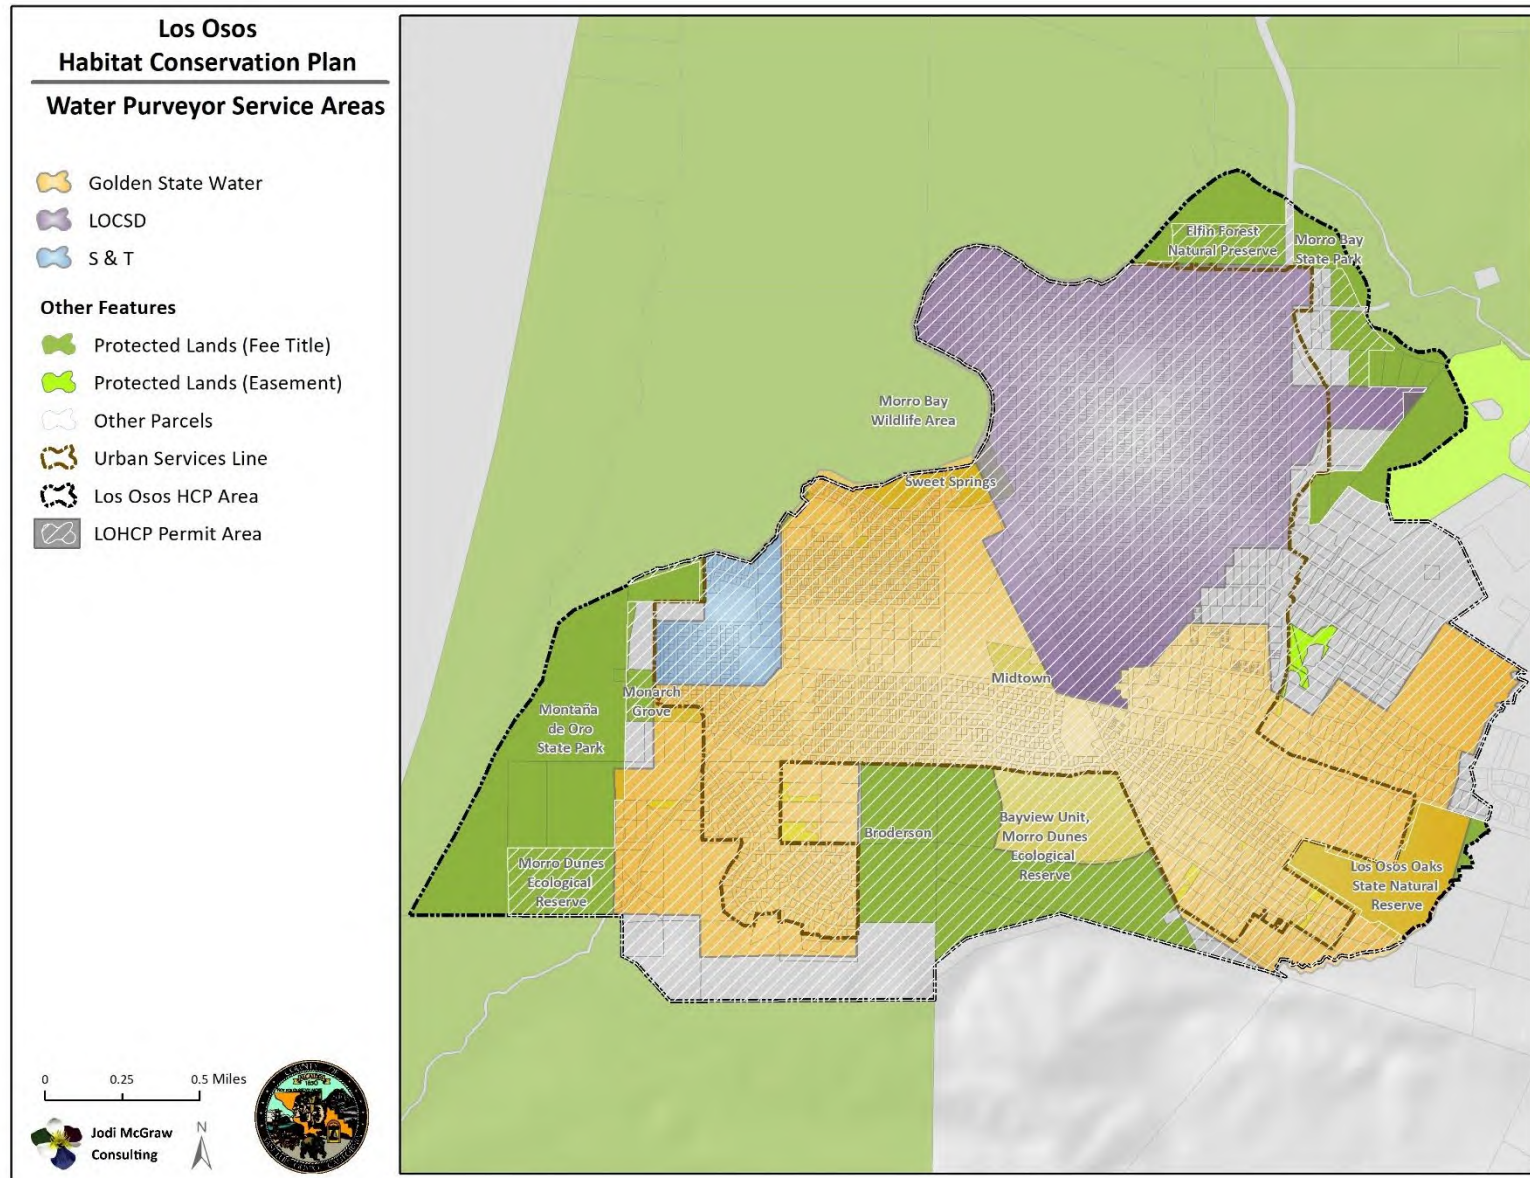 Los Osos
Habitat Conservation Plan
Water Purveyor Service Areas
Golden State Water
LOCSD
S & T
Other Features
Protected Lands (Fee Title)
Protected Lands (Easement)
Other Parcels
Urban Services Line
Los Osos HCP Area
LOHCP Permit Area
0 0.25 0.5 Miles
Jodi McGraw
Consulting
N
COUNTY OF
1850
Elfin Forest
Natural Preserve
Morro Bay
State Park
Morro Bay
Wildlife Area
Sweet Springs
Midtown
Monarch
Grove
Montaña
de Oro
State Park
Broderson
Bayview Unit,
Morro Dunes
Ecological
Reserve
Morro Dunes
Ecological
Reserve
Los Osos Oaks
State Natural
Reserve